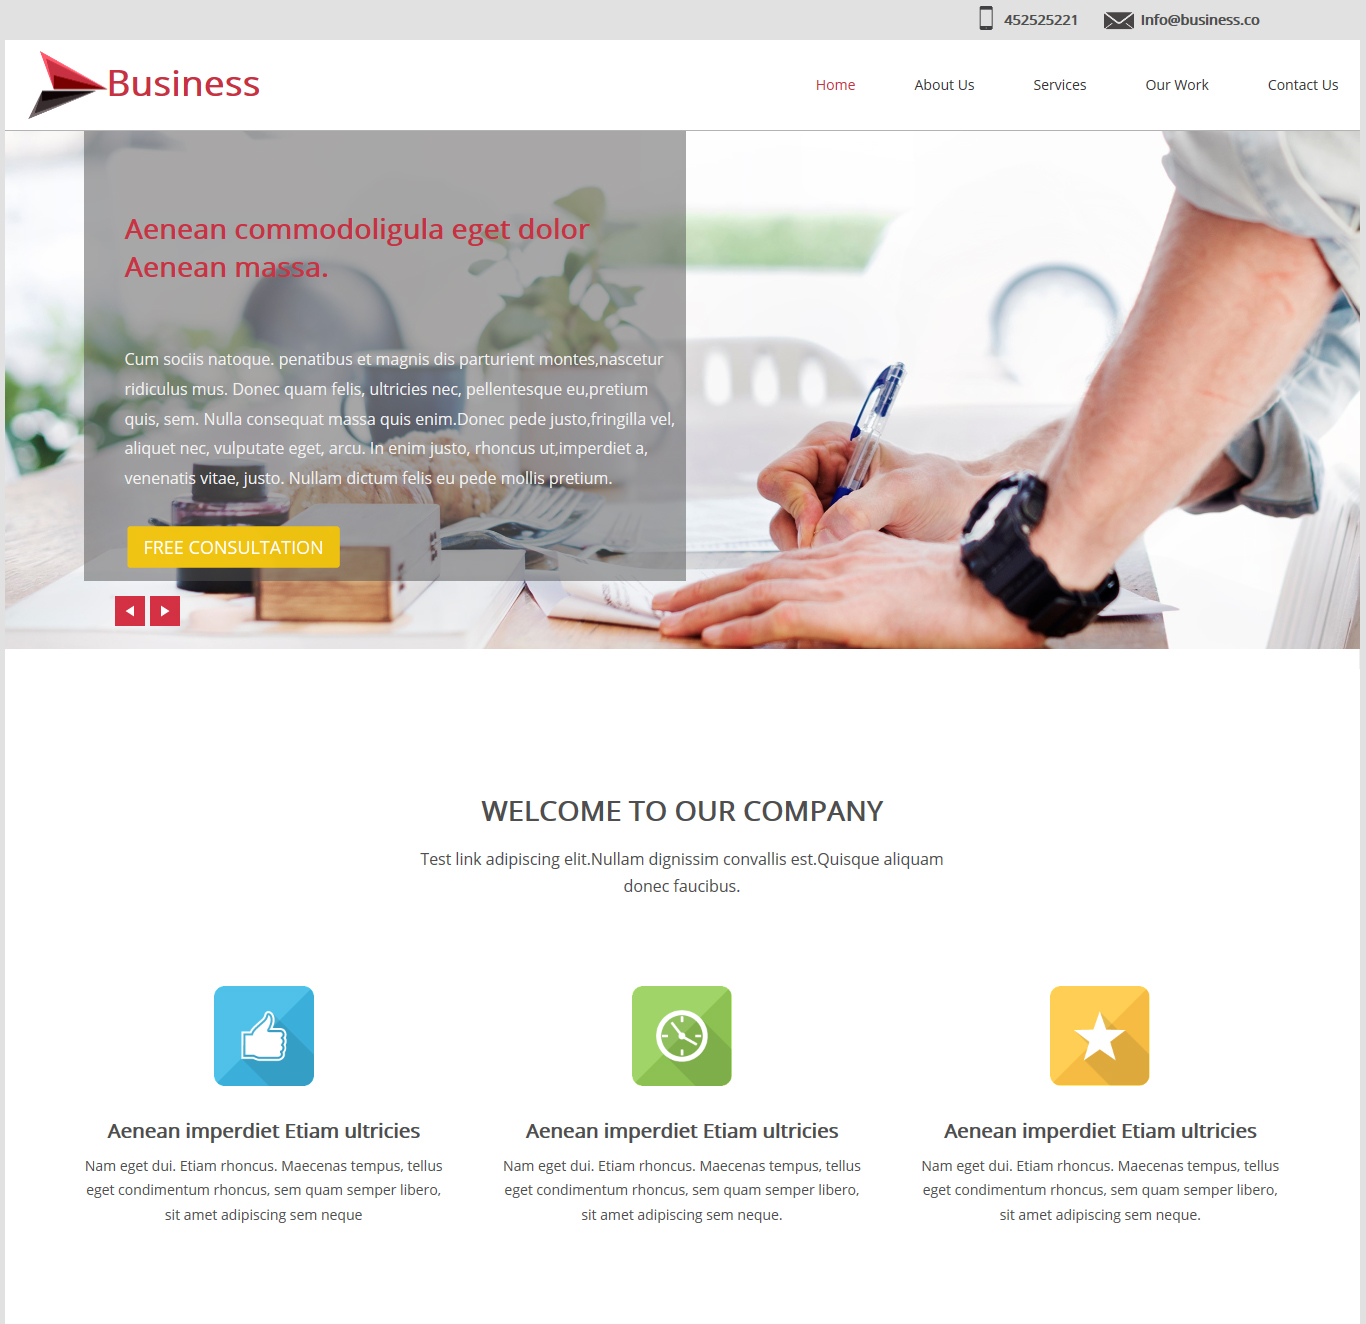 452525221 Info@business.co
Business
Home About Us Services Our Work Contact Us
Aenean commodoligula eget dolor
Aenean massa.
Cum sociis natoque. penatibus et magnis dis parturient montes,nascetur
ridiculus mus. Donec quam felis, ultricies nec, pellentesque eu,pretium
quis, sem. Nulla consequat massa quis enim.Donec pede justo,fringilla vel,
aliquet nec, vulputate eget, arcu. In enim justo, rhoncus ut,imperdiet a,
venenatis vitae, justo. Nullam dictum felis eu pede mollis pretium.
FREE CONSULTATION
WELCOME TO OUR COMPANY
Test link adipiscing elit.Nullam dignissim convallis est.Quisque aliquam
donec faucibus.
Aenean imperdiet Etiam ultricies
Nam eget dui. Etiam rhoncus. Maecenas tempus, tellus
eget condimentum rhoncus, sem quam semper libero,
sit amet adipiscing sem neque
Aenean imperdiet Etiam ultricies
Nam eget dui. Etiam rhoncus. Maecenas tempus, tellus
eget condimentum rhoncus, sem quam semper libero,
sit amet adipiscing sem neque.
Aenean imperdiet Etiam ultricies
Nam eget dui. Etiam rhoncus. Maecenas tempus, tellus
eget condimentum rhoncus, sem quam semper libero,
sit amet adipiscing sem neque.